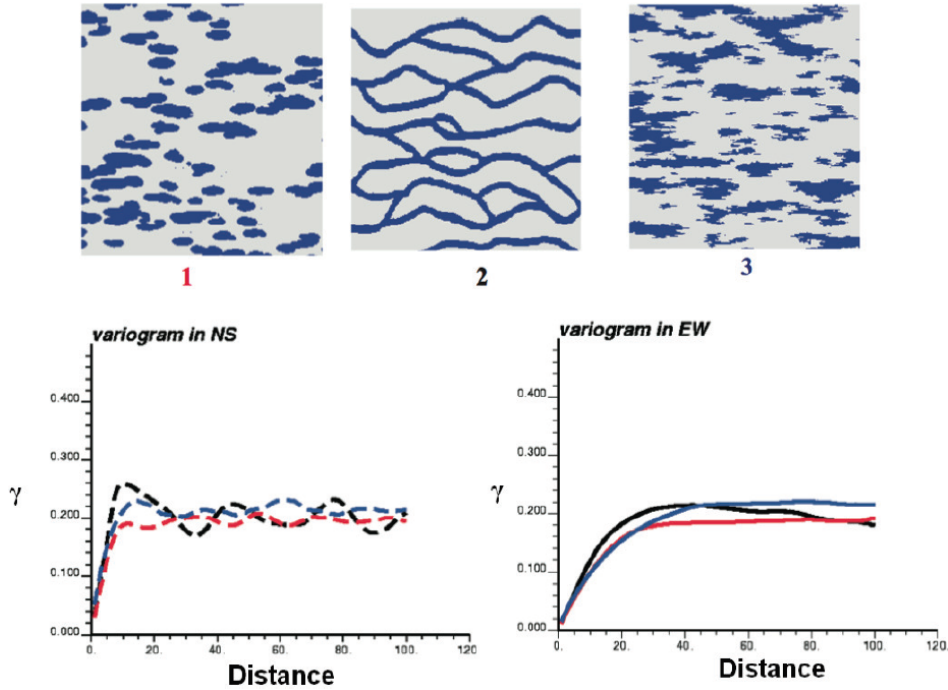 1 2 3
variogram in NS
0.400
0.300
γ
0.200
0.100
0.000
0. 20. 40. 60. 80. 100. 120
Distance
variogram in EW
0.400
0.300
γ
0.200
0.100
0.000
0. 20. 40. 60. 80. 100. 120.
Distance